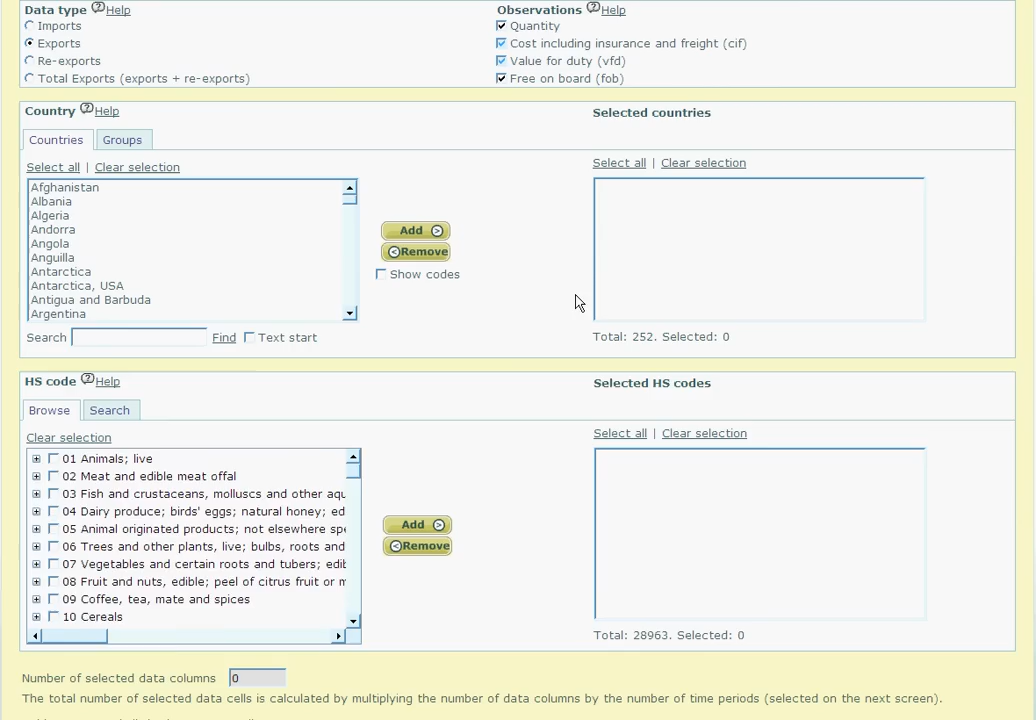 Data type Help
Imports
Exports
Re-exports
Total Exports (exports + re-exports)
Observations Help
Quantity
Cost including insurance and freight (cif)
Value for duty (vfd)
Free on board (fob)
Country Help
Countries Groups
Select all | Clear selection
Afghanistan
Albania
Algeria
Andorra
Angola
Anguilla
Antarctica
Antarctica, USA
Antigua and Barbuda
Argentina
Search Find Text start
Add
Remove
Show codes
Selected countries
Select all | Clear selection
Total: 252. Selected: 0
HS code Help
Browse Search
Clear selection
01 Animals; live
02 Meat and edible meat offal
03 Fish and crustaceans, molluscs and other aqu
04 Dairy produce; birds' eggs; natural honey; ed
05 Animal originated products; not elsewhere spe
06 Trees and other plants, live; bulbs, roots and
07 Vegetables and certain roots and tubers; edib
08 Fruit and nuts, edible; peel of citrus fruit or m
09 Coffee, tea, mate and spices
10 Cereals
Add
Remove
Selected HS codes
Select all | Clear selection
Total: 28963. Selected: 0
Number of selected data columns 0
The total number of selected data cells is calculated by multiplying the number of data columns by the number of time periods (selected on the next screen).